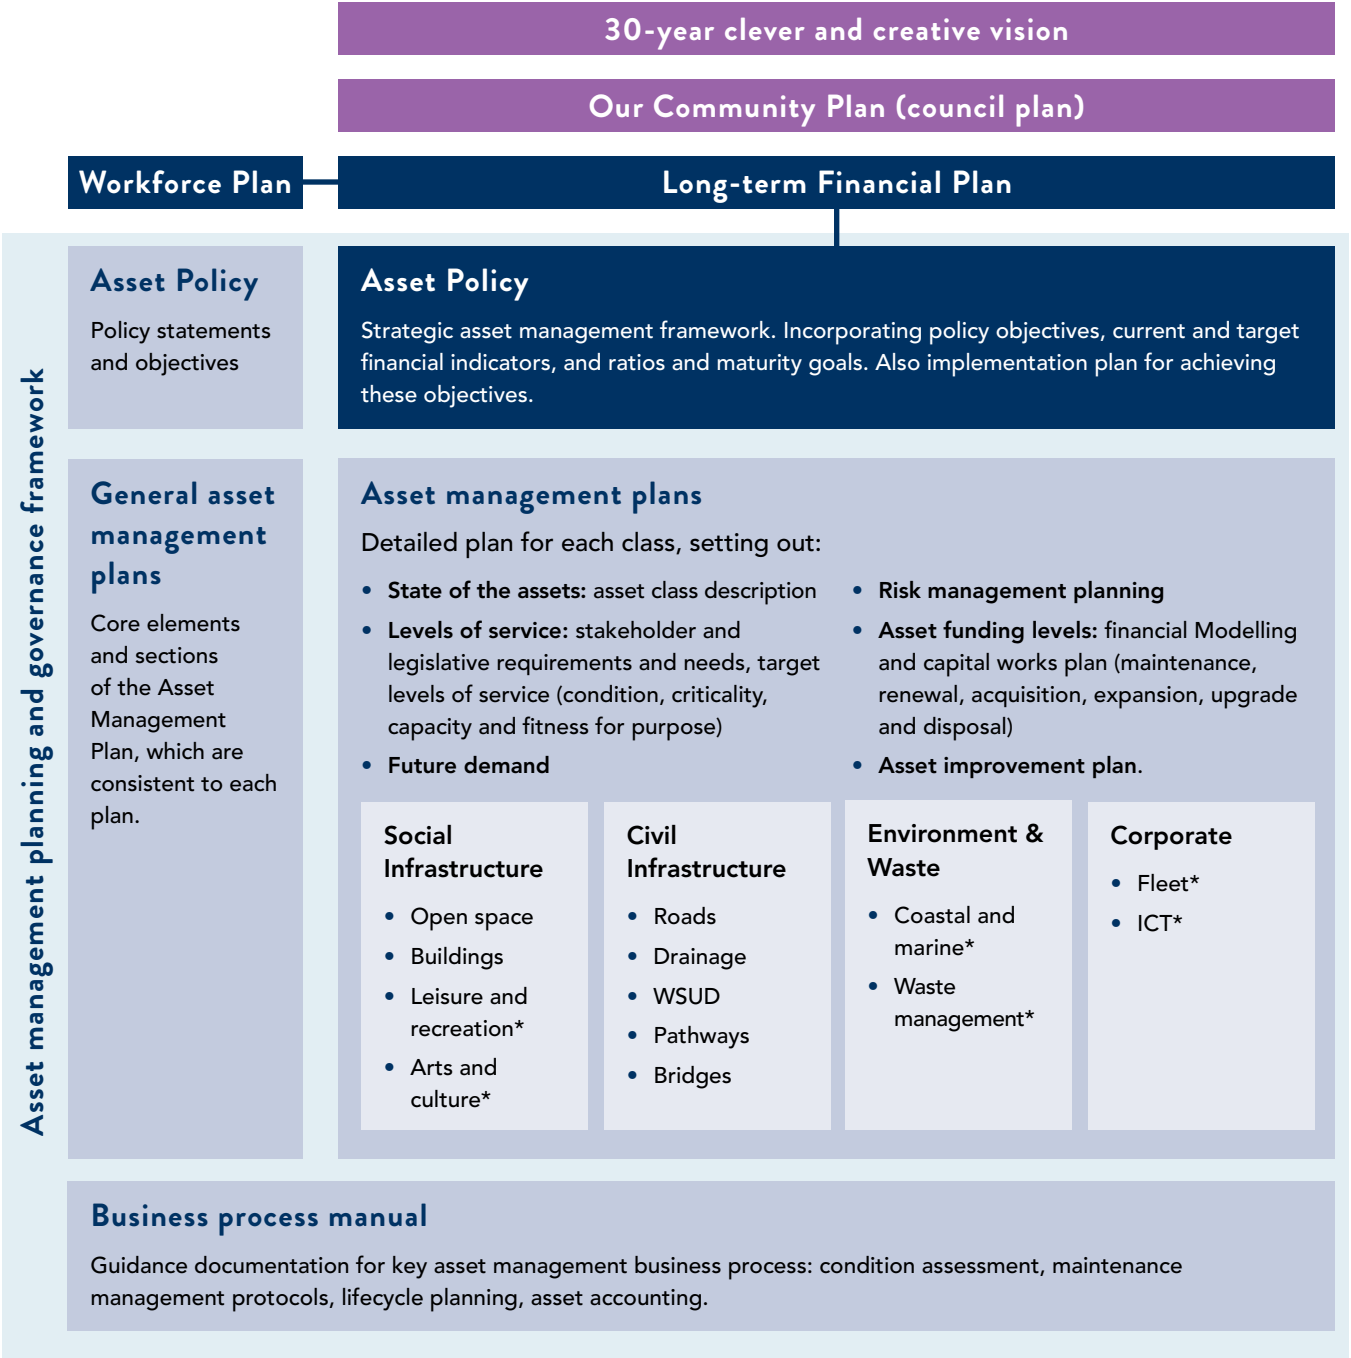 30-year clever and creative vision
Our Community Plan (council plan)
Workforce Plan
Long-term Financial Plan
Asset management planning and governance framework
Asset Policy
Policy statements
and objectives
Asset Policy
Strategic asset management framework. Incorporating policy objectives, current and target
financial indicators, and ratios and maturity goals. Also implementation plan for achieving
these objectives.
General asset
management
plans
Core elements
and sections
of the Asset
Management
Plan, which are
consistent to each
plan.
Asset management plans
Detailed plan for each class, setting out:
• State of the assets: asset class description
• Levels of service: stakeholder and
legislative requirements and needs, target
levels of service (condition, criticality,
capacity and fitness for purpose)
• Future demand
• Risk management planning
• Asset funding levels: financial Modelling
and capital works plan (maintenance,
renewal, acquisition, expansion, upgrade
and disposal)
• Asset improvement plan.
Social
Infrastructure
• Open space
• Buildings
• Leisure and
recreation*
• Arts and
culture*
Civil
Infrastructure
• Roads
• Drainage
• WSUD
• Pathways
• Bridges
Environment &
Waste
• Coastal and
marine*
• Waste
management*
Corporate
• Fleet*
• ICT*
Business process manual
Guidance documentation for key asset management business process: condition assessment, maintenance
management protocols, lifecycle planning, asset accounting.